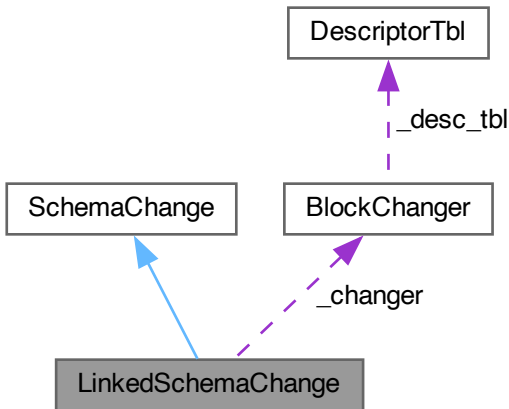 DescriptorTbl
_desc_tbl
SchemaChange
BlockChanger
_changer
LinkedSchemaChange